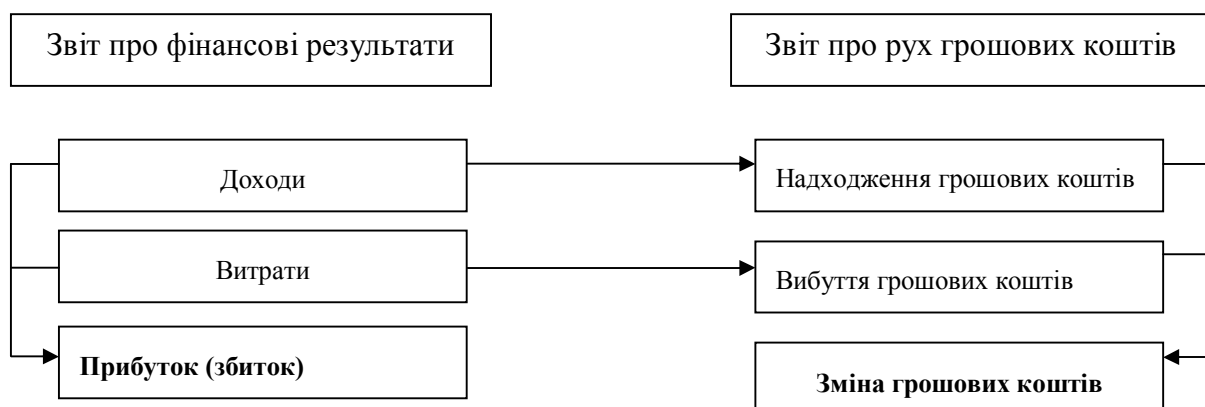 Звіт про фінансові результати
Звіт про рух грошових коштів
Доходи
Надходження грошових коштів
Витрати
Вибуття грошових коштів
Прибуток (збиток)
Зміна грошових коштів